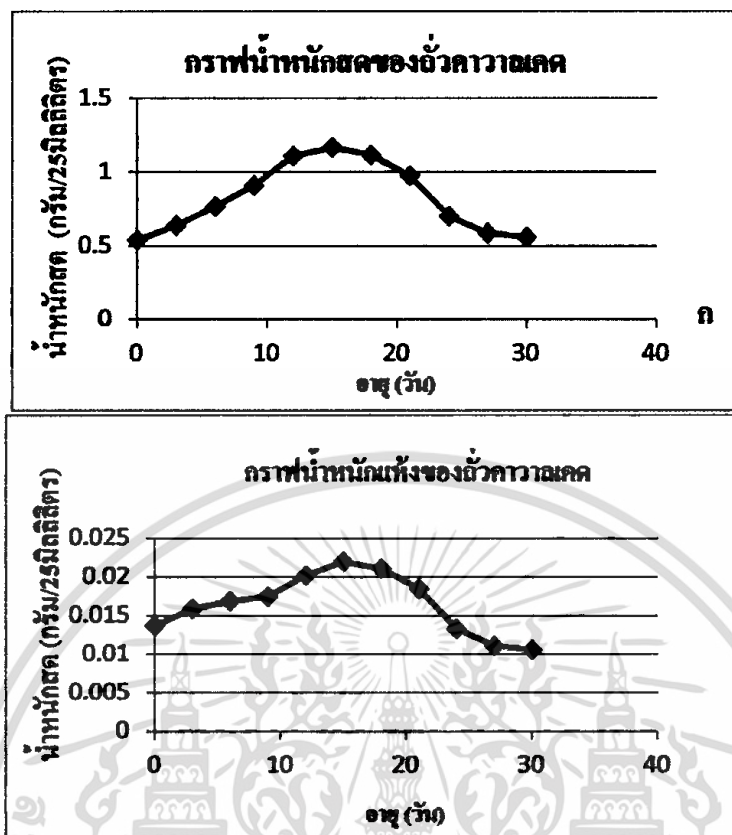 กราฟน้ำหนักสดของถั่วคาวาลเคด
น้ำหนักสด (กรัม/25มิลลิลิตร)
1.5
1
0.5
0
0 10 20 30 40
อายุ (วัน)
ก
กราฟน้ำหนักแห้งของถั่วคาวาลเคด
น้ำหนักสด (กรัม/25มิลลิลิตร)
0.025
0.02
0.015
0.01
0.005
0
0 10 20 30 40
อายุ (วัน)